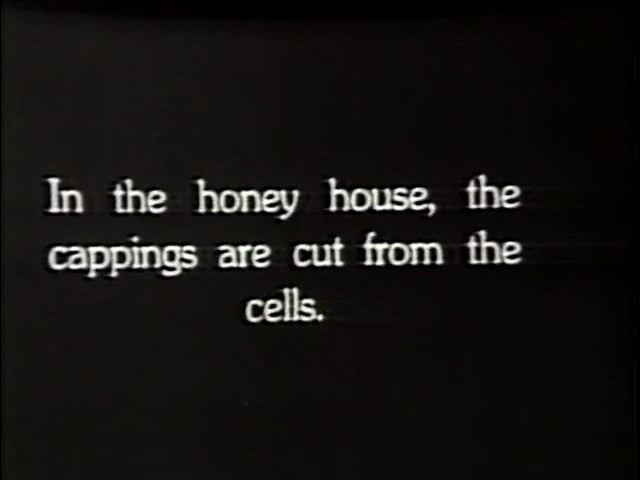 In the honey house, the
cappings are cut from the
cells.